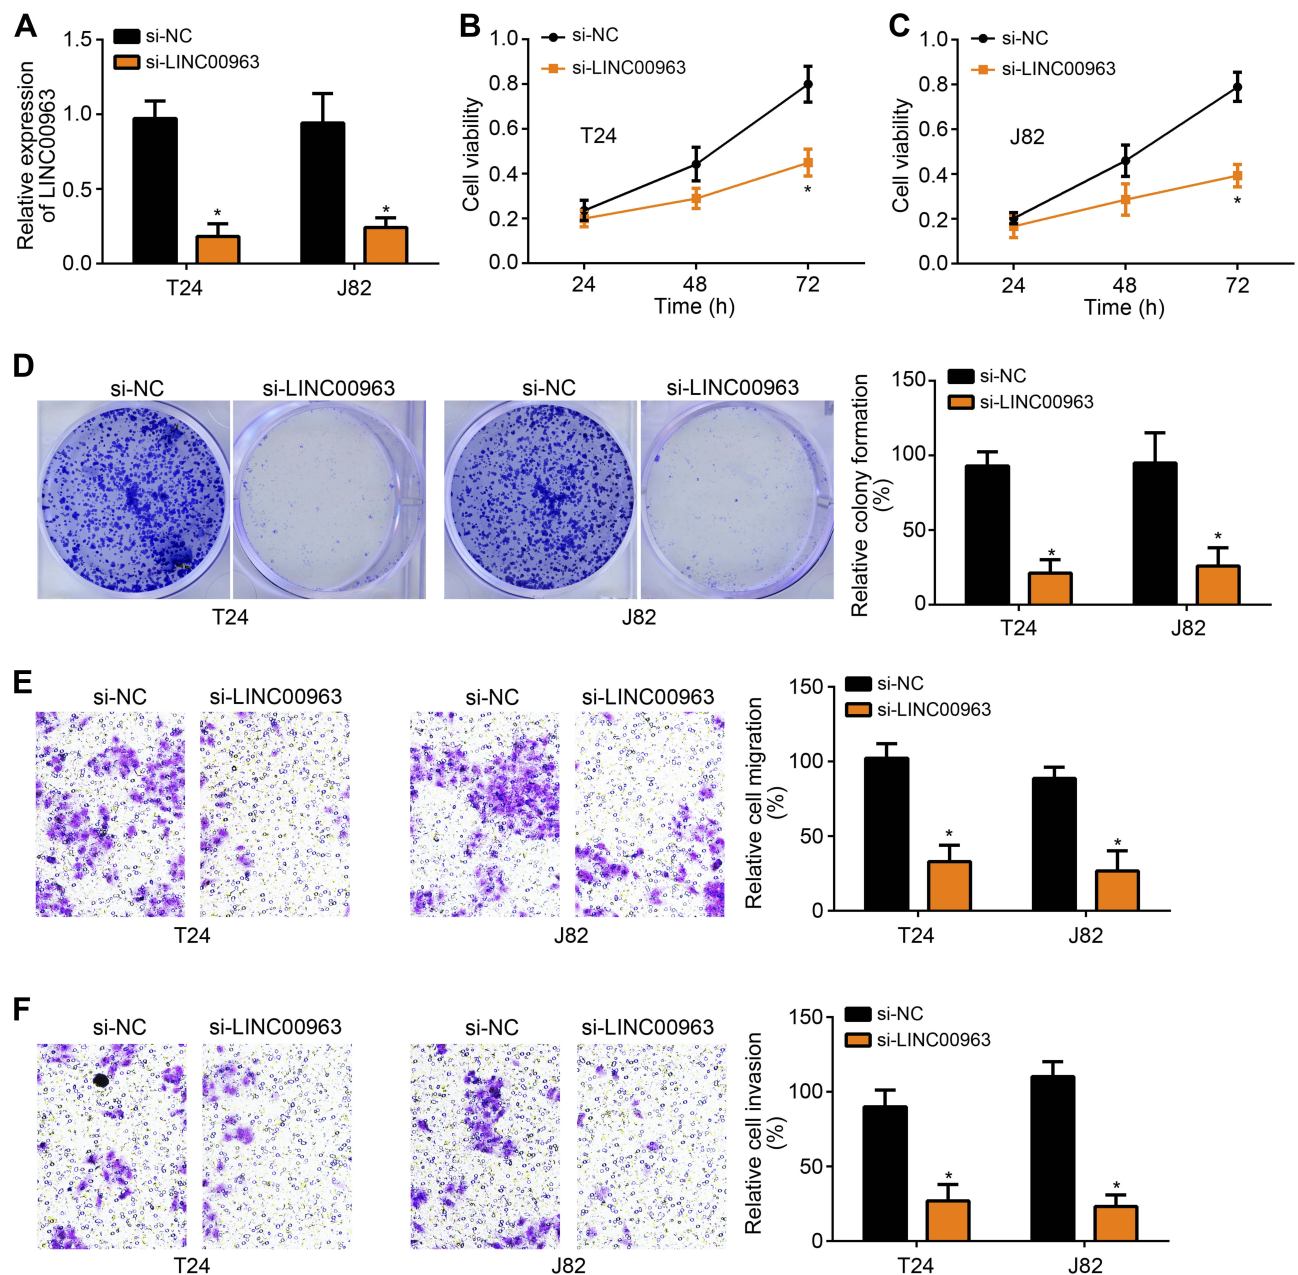 A
Relative expression
of LINC00963
1.5
1.0
0.5
0.0
si-NC
si-LINC00963
*
*
T24
J82
B
Cell viability
1.0
0.8
0.6
0.4
0.2
0.0
si-NC
si-LINC00963
T24
*
24
48
72
Time (h)
C
Cell viability
1.0
0.8
0.6
0.4
0.2
0.0
si-NC
si-LINC00963
J82
*
24
48
72
Time (h)
D
si-NC
si-LINC00963
si-NC
si-LINC00963
T24
J82
Relative colony formation
(%)
150
100
50
0
si-NC
si-LINC00963
*
*
T24
J82
E
si-NC
si-LINC00963
si-NC
si-LINC00963
T24
J82
Relative cell migration
(%)
150
100
50
0
si-NC
si-LINC00963
*
*
T24
J82
F
si-NC
si-LINC00963
si-NC
si-LINC00963
T24
J82
Relative cell invasion
(%)
150
100
50
0
si-NC
si-LINC00963
*
*
T24
J82